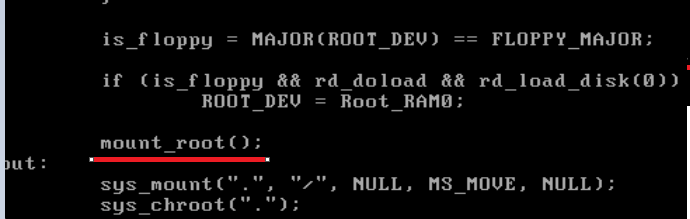 }
is_floppy = MAJOR(ROOT_DEV) == FLOPPY_MAJOR;
if (is_floppy && rd_doload && rd_load_disk(0))
ROOT_DEV = Root_RAM0;
mount_root();
out:
sys_mount(".", "/", NULL, MS_MOVE, NULL);
sys_chroot(".");